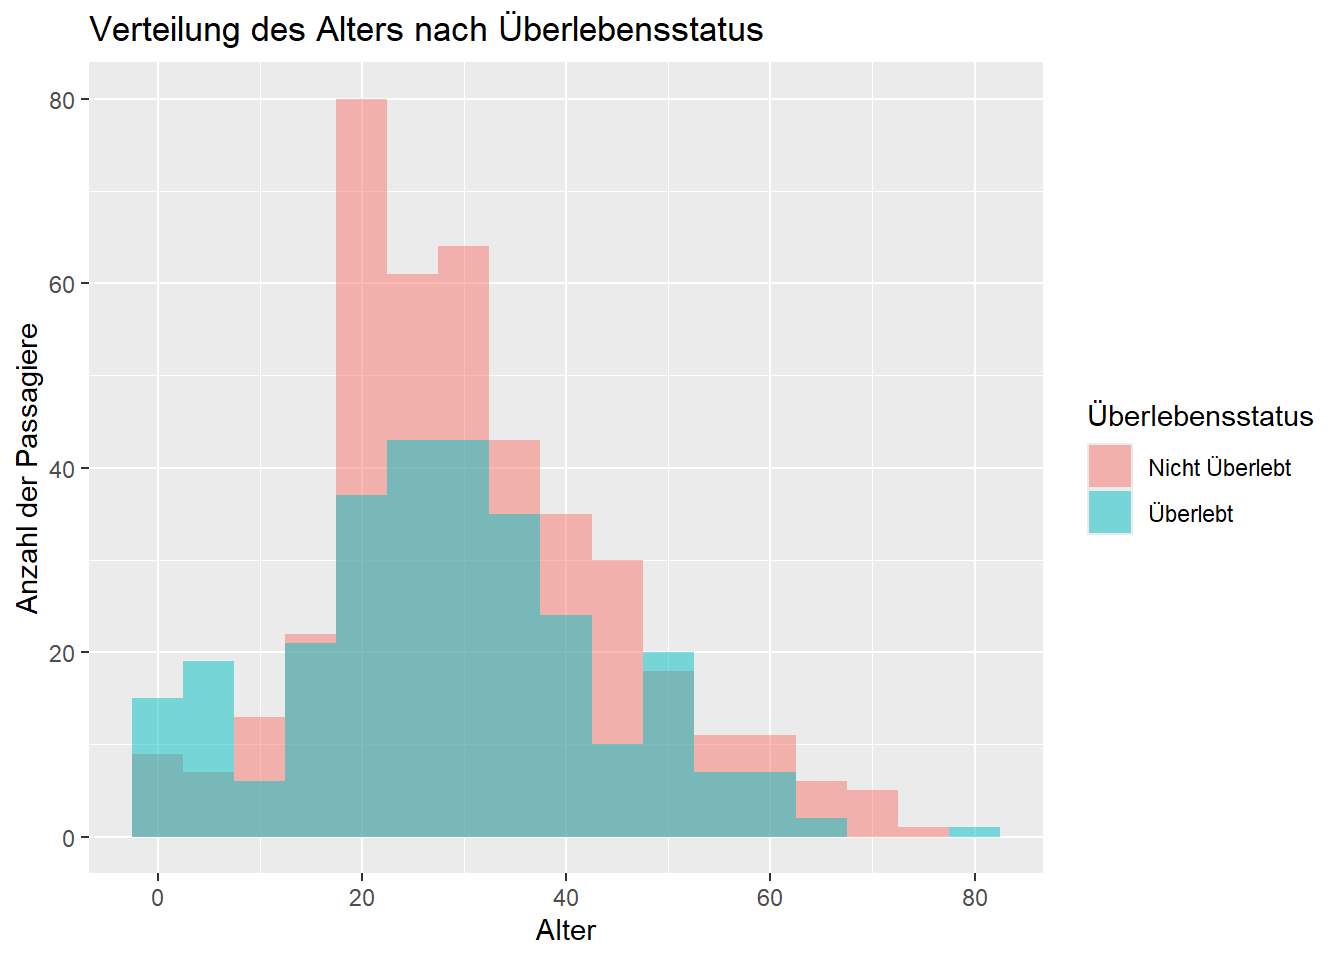 Verteilung des Alters nach Überlebensstatus
80
60
40
20
0
Anzahl der Passagiere
0 20 40 60 80
Alter
Überlebensstatus
Nicht Überlebt
Überlebt